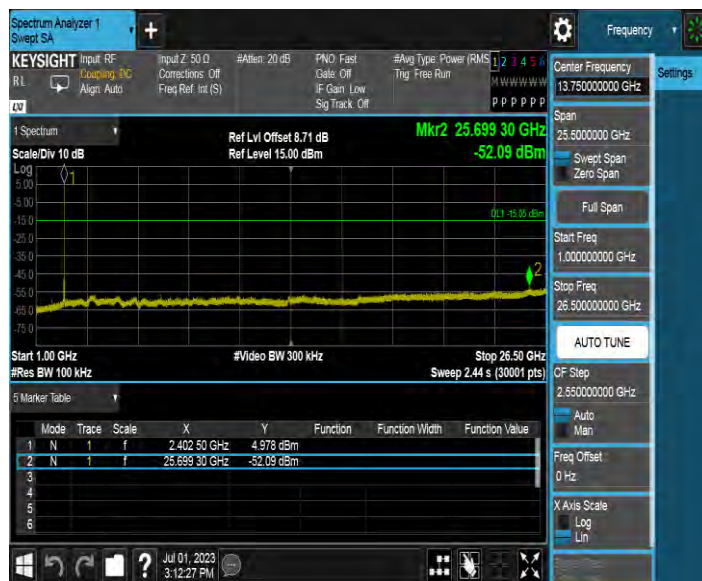 Spectrum Analyzer 1
Swept SA
Frequency
KEYSIGHT
RL
LXI
Input: RF
Coupling: DC
Align: Auto
Input Z: 50 Ω
Corrections: Off
Freq Ref: Int (S)
#Atten: 20 dB
PNO: Fast
Gate: Off
IF Gain: Low
Sig Track: Off
#Avg Type: Power (RMS
Trig: Free Run
1 2 3 4 5 6
M W W W W W
P P P P P P
Settings
1 Spectrum
Scale/Div 10 dB
Ref Lvl Offset 8.71 dB
Ref Level 15.00 dBm
Mkr2 25.699 30 GHz
-52.09 dBm
Log
5.00
-5.00
-15.0
-25.0
-35.0
-45.0
-55.0
-65.0
-75.0
1
DL1 -15.05 dBm
2
Start 1.00 GHz
#Res BW 100 kHz
#Video BW 300 kHz
Stop 26.50 GHz
Sweep 2.44 s (30001 pts)
5 Marker Table
Mode Trace Scale X Y Function Function Width Function Value
1 N 1 f 2.402 50 GHz 4.978 dBm
2 N 1 f 25.699 30 GHz -52.09 dBm
3
4
5
6
Center Frequency
13.750000000 GHz
Span
25.5000000 GHz
Swept Span
Zero Span
Full Span
Start Freq
1.000000000 GHz
Stop Freq
26.500000000 GHz
AUTO TUNE
CF Step
2.550000000 GHz
Auto
Man
Freq Offset
0 Hz
X Axis Scale
Log
Lin
?
Jul 01, 2023
3:12:27 PM